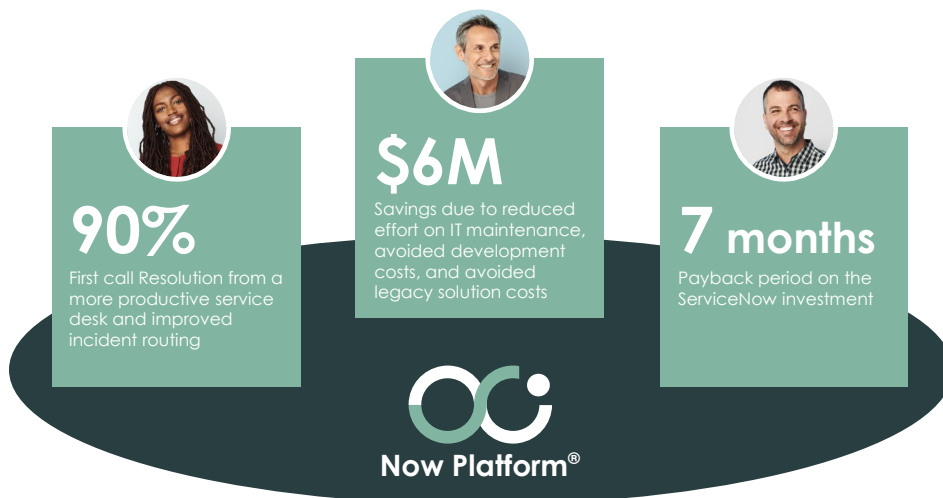 90%
First call Resolution from a
more productive service
desk and improved
incident routing
$6M
Savings due to reduced
effort on IT maintenance,
avoided development
costs, and avoided
legacy solution costs
7 months
Payback period on the
ServiceNow investment
Now Platform®